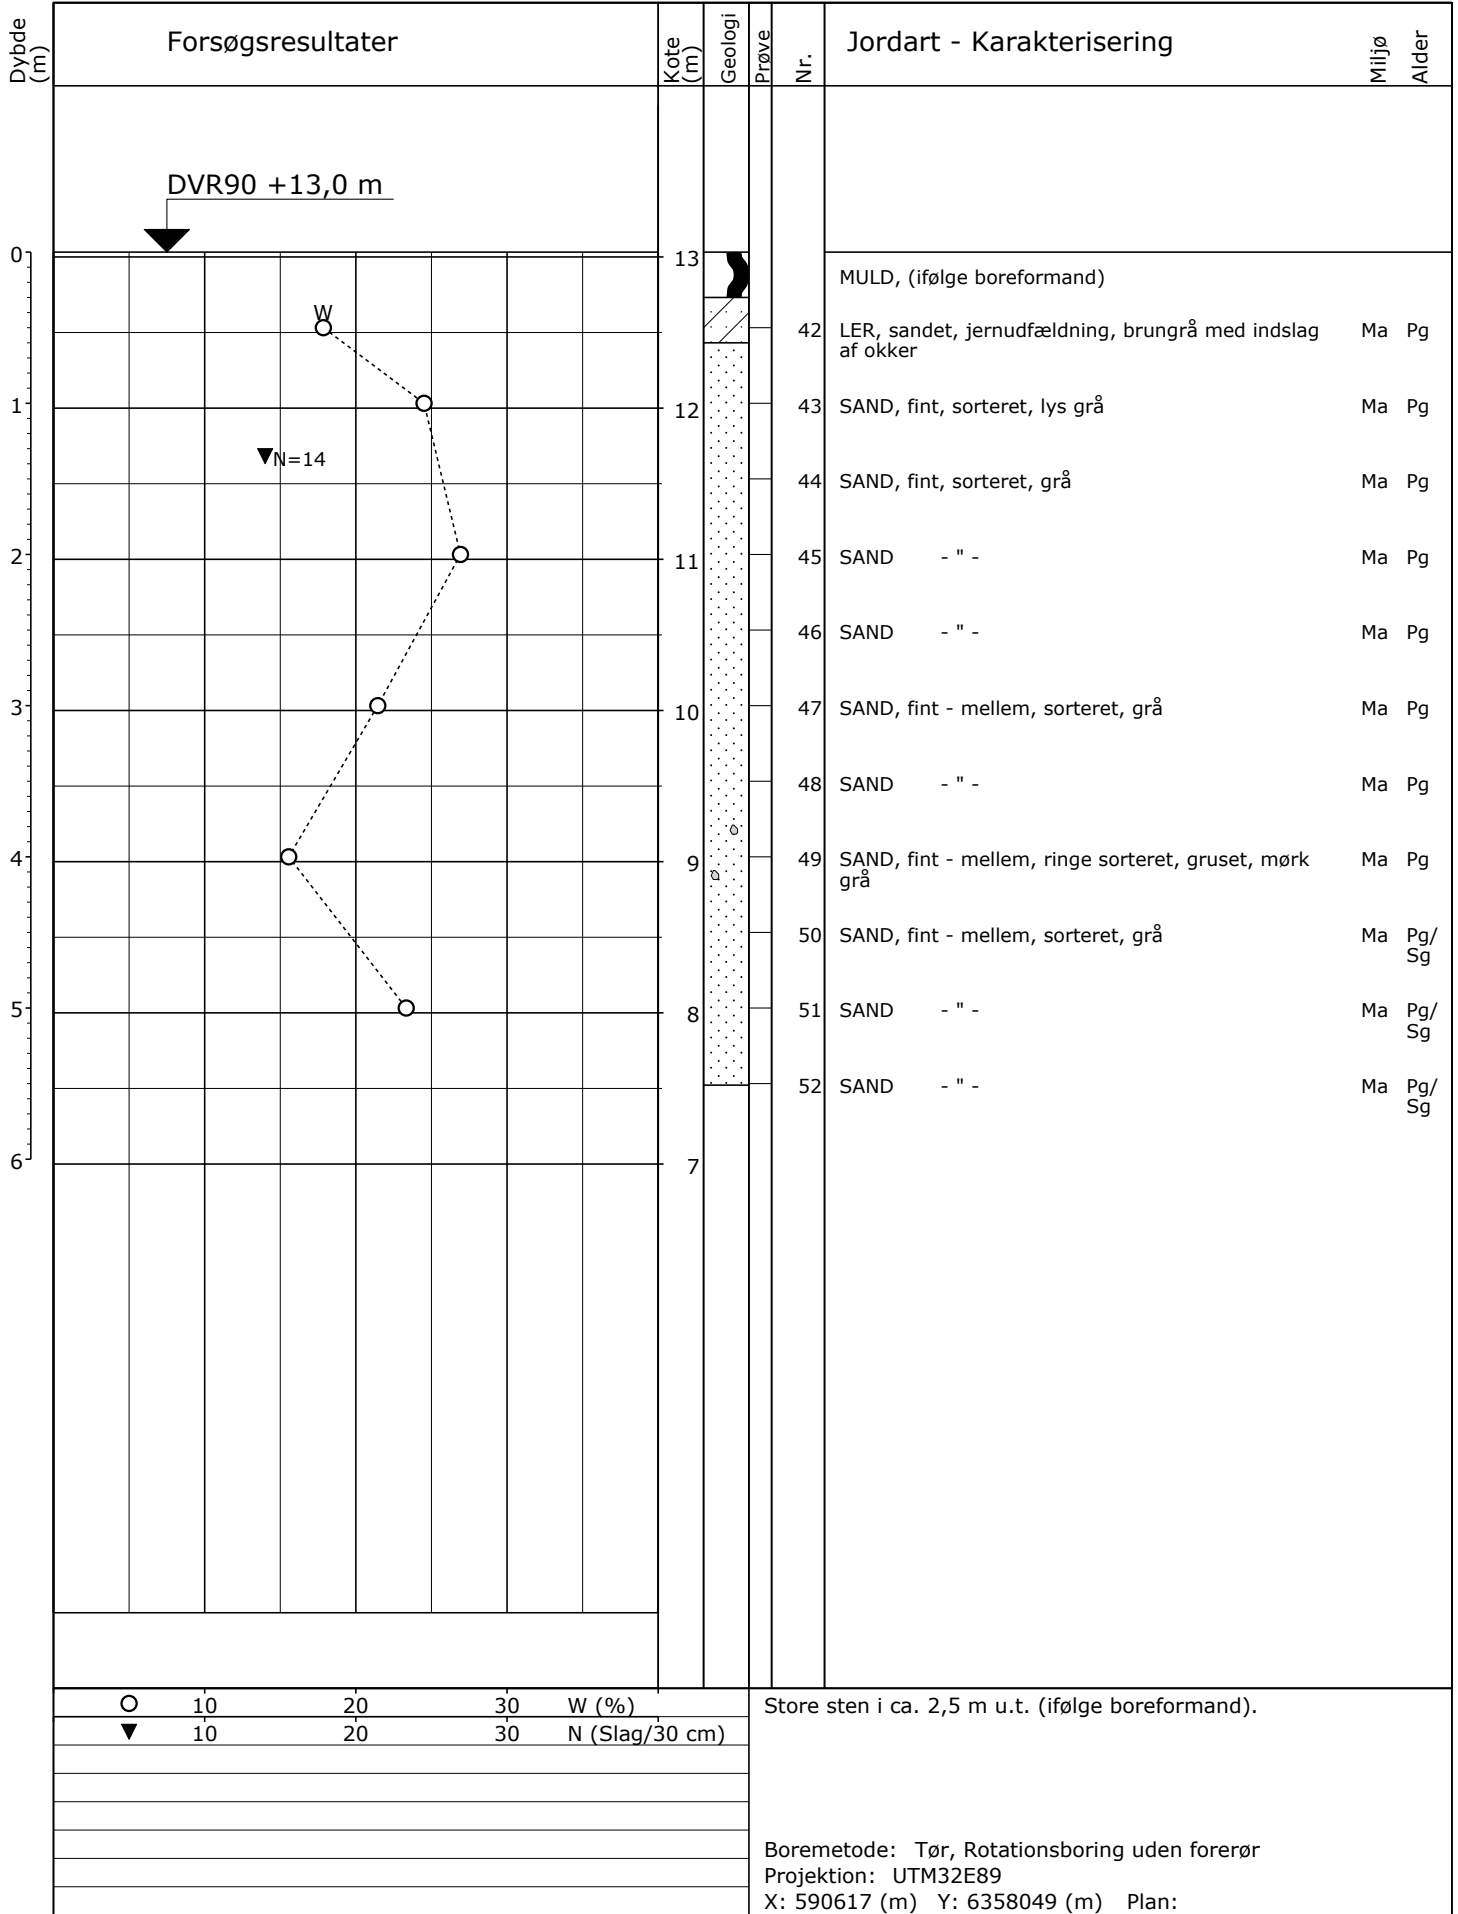 Dybde (m)
Forsøgsresultater
Kote (m)
Geologi
Prøve
Nr.
Jordart - Karakterisering
Miljø
Alder
DVR90 +13,0 m
0
13
MULD, (ifølge boreformand)
W
42 LER, sandet, jernudfældning, brungrå med indslag Ma Pg
af okker
1
12
43 SAND, fint, sorteret, lys grå Ma Pg
N=14
44 SAND, fint, sorteret, grå Ma Pg
2
11
45 SAND - " - Ma Pg
46 SAND - " - Ma Pg
3
10
47 SAND, fint - mellem, sorteret, grå Ma Pg
48 SAND - " - Ma Pg
4
9
49 SAND, fint - mellem, ringe sorteret, gruset, mørk Ma Pg
grå
50 SAND, fint - mellem, sorteret, grå Ma Pg/
Sg
5
8
51 SAND - " - Ma Pg/
Sg
52 SAND - " - Ma Pg/
Sg
6
7
10 20 30 W (%)
10 20 30 N (Slag/30 cm)
Store sten i ca. 2,5 m u.t. (ifølge boreformand).
Boremetode: Tør, Rotationsboring uden forerør
Projektion: UTM32E89
X: 590617 (m) Y: 6358049 (m) Plan: